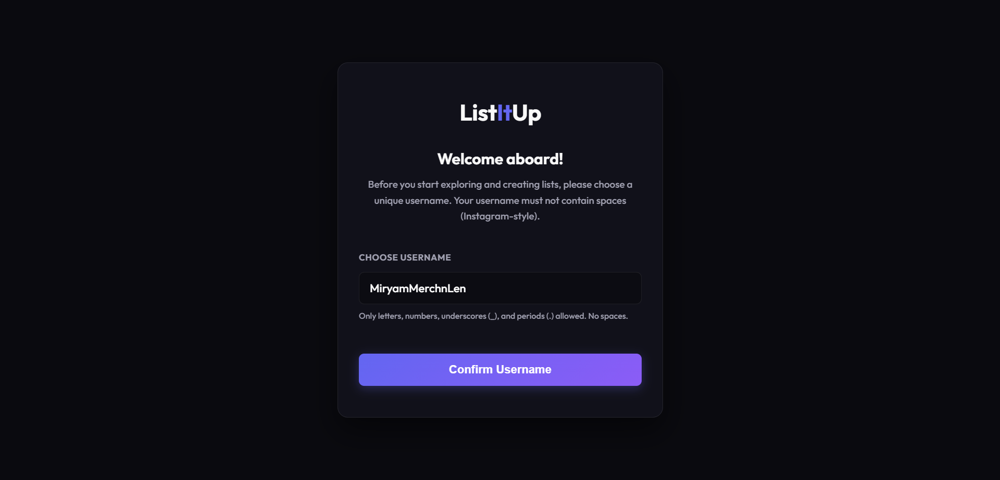 ListItUp
Welcome aboard!
Before you start exploring and creating lists, please choose a
unique username. Your username must not contain spaces
(Instagram-style).
CHOOSE USERNAME
MiryamMerchnLen
Only letters, numbers, underscores (_), and periods (.) allowed. No spaces.
Confirm Username